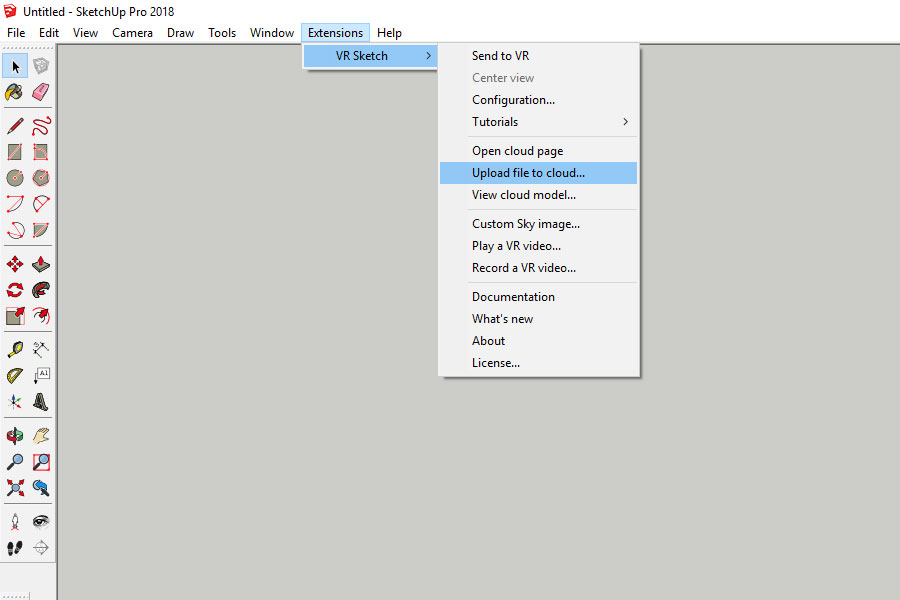 Untitled - SketchUp Pro 2018
File Edit View Camera Draw Tools Window Extensions Help
VR Sketch
Send to VR
Center view
Configuration...
Tutorials
Open cloud page
Upload file to cloud...
View cloud model...
Custom Sky image...
Play a VR video...
Record a VR video...
Documentation
What's new
About
License...
A1